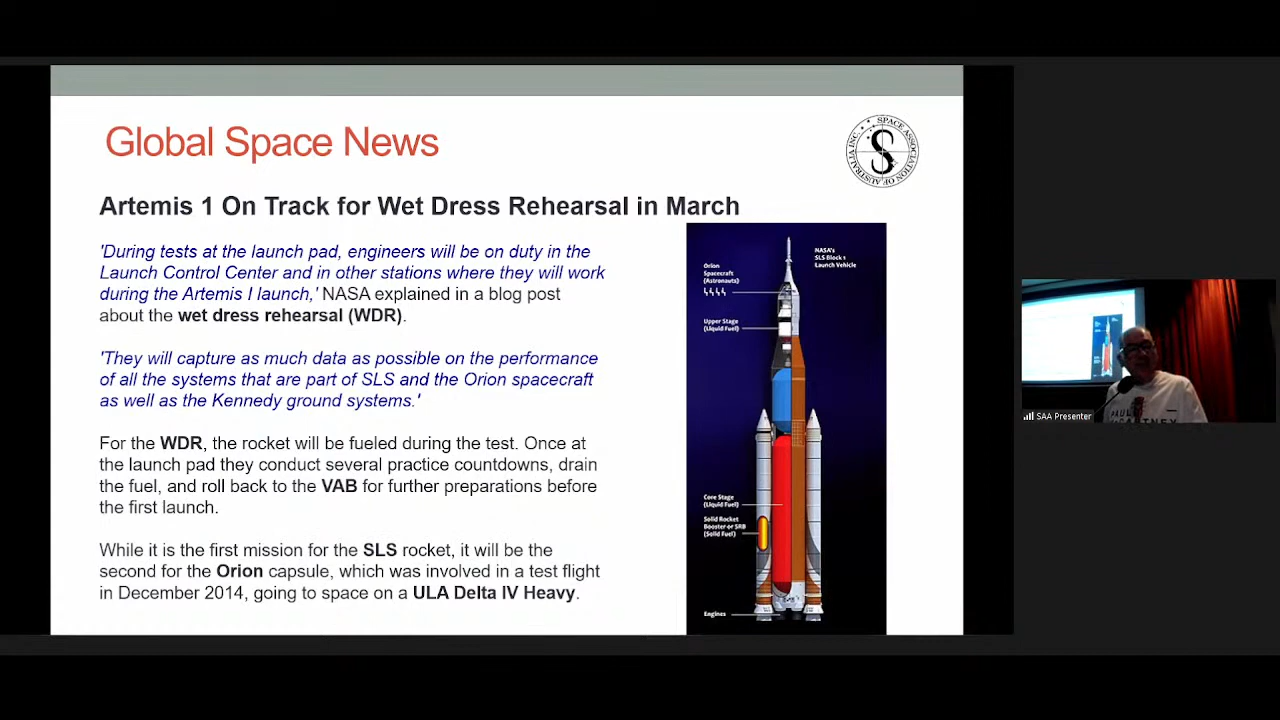 Global Space News
SPACE ASSOCIATION
OF AUSTRALIA INC.
S
Artemis 1 On Track for Wet Dress Rehearsal in March
'During tests at the launch pad, engineers will be on duty in the
Launch Control Center and in other stations where they will work
during the Artemis I launch,' NASA explained in a blog post
about the wet dress rehearsal (WDR).
'They will capture as much data as possible on the performance
of all the systems that are part of SLS and the Orion spacecraft
as well as the Kennedy ground systems.'
For the WDR, the rocket will be fueled during the test. Once at
the launch pad they conduct several practice countdowns, drain
the fuel, and roll back to the VAB for further preparations before
the first launch.
While it is the first mission for the SLS rocket, it will be the
second for the Orion capsule, which was involved in a test flight
in December 2014, going to space on a ULA Delta IV Heavy.
NASA's
SLS Block 1
Launch Vehicle
Orion
Spacecraft
(Astronauts)
Upper Stage
(Liquid Fuel)
Core Stage
(Liquid Fuel)
Solid Rocket
Booster or SRB
(Solid Fuel)
Engines
SAA Presenter
PAUL